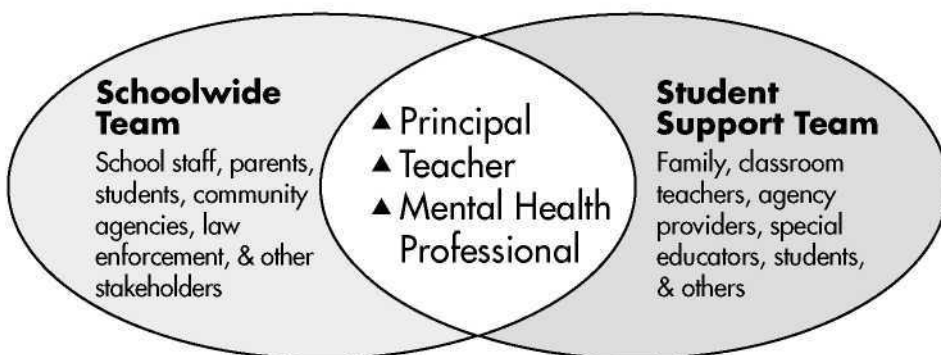 Schoolwide
Team
School staff, parents,
students, community
agencies, law
enforcement, & other
stakeholders
▲ Principal
▲ Teacher
▲ Mental Health
Professional
Student
Support Team
Family, classroom
teachers, agency
providers, special
educators, students,
& others